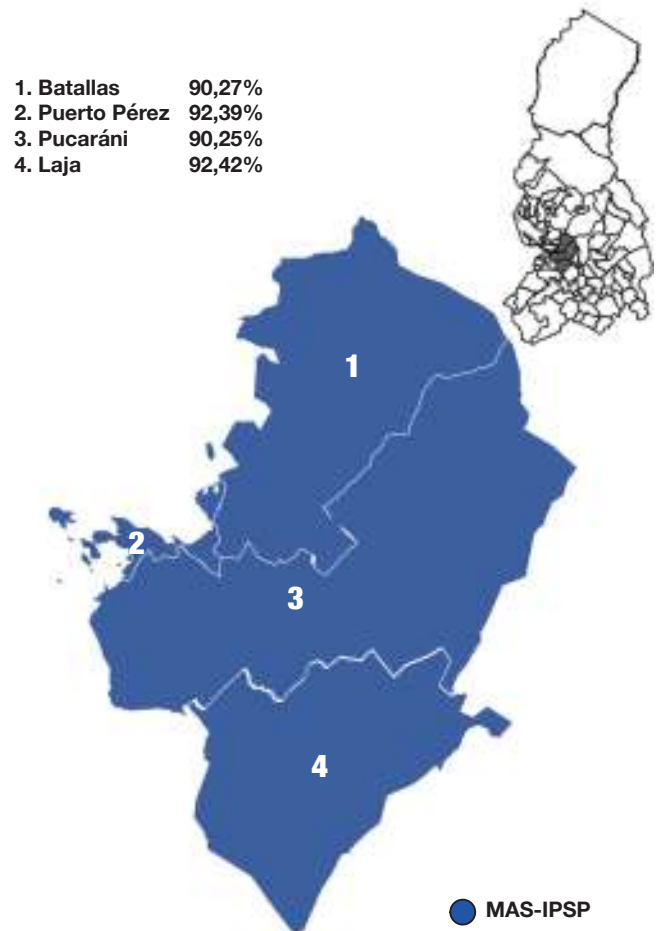 1. Batallas 90,27%
2. Puerto Pérez 92,39%
3. Pucaráni 90,25%
4. Laja 92,42%
1
2
3
4
MAS-IPSP